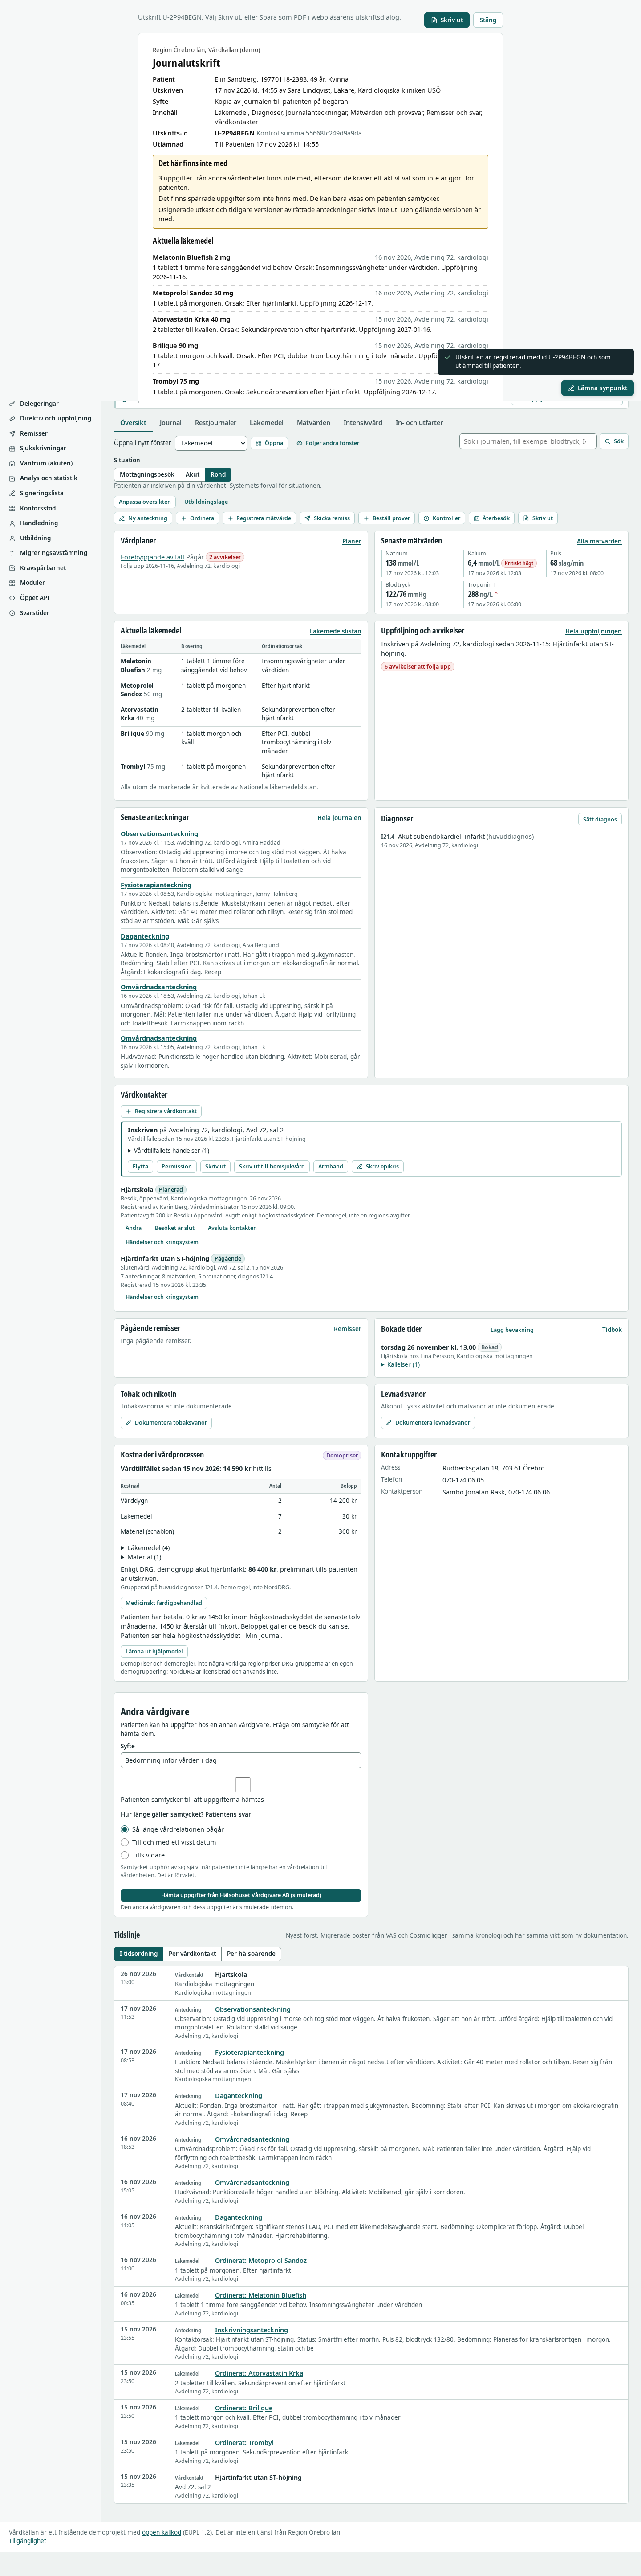 Utskrift U-2P94BEGN. Välj Skriv ut, eller Spara som PDF i webbläsarens utskriftsdialog.
Skriv ut
Stäng
Region Örebro län, Vårdkällan (demo)
Journalutskrift
Patient Elin Sandberg, 19770118-2383, 49 år, Kvinna
Utskriven 17 nov 2026 kl. 14:55 av Sara Lindqvist, Läkare, Kardiologiska kliniken USÖ
Syfte Kopia av journalen till patienten på begäran
Innehåll Läkemedel, Diagnoser, Journalanteckningar, Mätvärden och provsvar, Remisser och svar,
Vårdkontakter
Utskrifts-id U-2P94BEGN Kontrollsumma 55668fc249d9a9da
Utlämnad Till Patienten 17 nov 2026 kl. 14:55
Det här finns inte med
3 uppgifter från andra vårdenheter finns inte med, eftersom de kräver ett aktivt val som inte är gjort för
patienten.
Det finns spärrade uppgifter som inte finns med. De kan bara visas om patienten samtycker.
Osignerade utkast och tidigare versioner av rättade anteckningar skrivs inte ut. Den gällande versionen är
med.
Aktuella läkemedel
Melatonin Bluefish 2 mg 16 nov 2026, Avdelning 72, kardiologi
1 tablett 1 timme före sänggåendet vid behov. Orsak: Insomningssvårigheter under vårdtiden. Uppföljning
2026-11-16.
Metoprolol Sandoz 50 mg 16 nov 2026, Avdelning 72, kardiologi
1 tablett på morgonen. Orsak: Efter hjärtinfarkt. Uppföljning 2026-12-17.
Atorvastatin Krka 40 mg 15 nov 2026, Avdelning 72, kardiologi
2 tabletter till kvällen. Orsak: Sekundärprevention efter hjärtinfarkt. Uppföljning 2027-01-16.
Brilique 90 mg 15 nov 2026, Avdelning 72, kardiologi
1 tablett morgon och kväll. Orsak: Efter PCI, dubbel trombocythämning i tolv månader.
17.
Trombyl 75 mg
1 tablett på morgonen. Orsak: Sekundärprevention efter hjärtinfarkt. Uppföljning 2026-12-17.
Utskriften är registrerad med id U-2P94BEGN och som
utlämnad till patienten.
Lämna synpunkt
Delegeringar
Direktiv och uppföljning
Remisser
Sjukskrivningar
Väntrum (akuten)
Analys och statistik
Signeringslista
Kontorsstöd
Handledning
Utbildning
Migreringsavstämning
Kravspårbarhet
Moduler
Öppet API
Svarstider
Översikt Journal Restjournaler Läkemedel Mätvärden Intensivvård In- och utfarter
Öppna i nytt fönster Läkemedel Öppna Följer andra fönster
Sök
Situation
Mottagningsbesök Akut Rond
Patienten är inskriven på din vårdenhet. Systemets förval för situationen.
Anpassa översikten Utbildningsläge
Ny anteckning Ordinera Registrera mätvärde Skicka remiss Beställ prover Kontroller Återbesök Skriv ut
Vårdplaner Planer
Förebyggande av fall Pågår 2 avvikelser
Följs upp 2026-11-16, Avdelning 72, kardiologi
Senaste mätvärden Alla mätvärden
Natrium Kalium Puls
138 mmol/L 6,4 mmol/L Kritiskt högt 68 slag/min
17 nov 2026 kl. 12:03 17 nov 2026 kl. 12:03 17 nov 2026 kl. 08:00
Blodtryck Troponin T
122/76 mmHg 288 ng/L ↑
17 nov 2026 kl. 08:00 17 nov 2026 kl. 06:00
Aktuella läkemedel Läkemedelslistan
Läkemedel Dosering Ordinationsorsak
Melatonin Bluefish 2 mg 1 tablett 1 timme före sänggåendet vid behov Insomningssvårigheter under vårdtiden
Metoprolol Sandoz 50 mg 1 tablett på morgonen Efter hjärtinfarkt
Atorvastatin Krka 40 mg 2 tabletter till kvällen Sekundärprevention efter hjärtinfarkt
Brilique 90 mg 1 tablett morgon och kväll Efter PCI, dubbel trombocythämning i tolv månader
Trombyl 75 mg 1 tablett på morgonen Sekundärprevention efter hjärtinfarkt
Alla utom de markerade är kvitterade av Nationella läkemedelslistan.
Uppföljning och avvikelser Hela uppföljningen
Inskriven på Avdelning 72, kardiologi sedan 2026-11-15: Hjärtinfarkt utan ST-
höjning.
6 avvikelser att följa upp
Senaste anteckningar Hela journalen
Observationsanteckning
17 nov 2026 kl. 11:53, Avdelning 72, kardiologi, Amira Haddad
Observation: Ostadig vid uppresning i morse och tog stöd mot väggen. Åt halva
frukosten. Säger att hon är trött. Utförd åtgärd: Hjälp till toaletten och vid
morgontoaletten. Rollatorn ställd vid sänge
Fysioterapianteckning
17 nov 2026 kl. 08:53, Kardiologiska mottagningen, Jenny Holmberg
Funktion: Nedsatt balans i stående. Muskelstyrkan i benen är något nedsatt efter
vårdtiden. Aktivitet: Går 40 meter med rollator och tillsyn. Reser sig från stol med
stöd av armstöden. Mål: Går självs
Daganteckning
17 nov 2026 kl. 08:40, Avdelning 72, kardiologi, Alva Berglund
Aktuellt: Ronden. Inga bröstsmärtor i natt. Har gått i trappan med sjukgymnasten.
Bedömning: Stabil efter PCI. Kan skrivas ut i morgon om ekokardiografin är normal.
Åtgärd: Ekokardiografi i dag. Recep
Omvårdnadsanteckning
16 nov 2026 kl. 18:53, Avdelning 72, kardiologi, Johan Ek
Omvårdnadsproblem: Ökad risk för fall. Ostadig vid uppresning, särskilt på
morgonen. Mål: Patienten faller inte under vårdtiden. Åtgärd: Hjälp vid förflyttning
och toalettbesök. Larmknappen inom räckh
Omvårdnadsanteckning
16 nov 2026 kl. 15:05, Avdelning 72, kardiologi, Johan Ek
Hud/vävnad: Punktionsställe höger handled utan blödning. Aktivitet: Mobiliserad, går
själv i korridoren.
Diagnoser Sätt diagnos
I21.4 Akut subendokardiell infarkt (huvuddiagnos)
16 nov 2026, Avdelning 72, kardiologi
Vårdkontakter
Registrera vårdkontakt
Inskriven på Avdelning 72, kardiologi, Avd 72, sal 2
Vårdtillfälle sedan 15 nov 2026 kl. 23:35. Hjärtinfarkt utan ST-höjning
Vårdtillfällets händelser (1)
Flytta Permission Skriv ut Skriv ut till hemsjukvård Armband Skriv epikris
Hjärtskola Planerad
Besök, öppenvård, Kardiologiska mottagningen. 26 nov 2026
Registrerad av Karin Berg, Vårdadministratör 15 nov 2026 kl. 09:00.
Patientavgift 200 kr. Besök i öppenvård. Avgift enligt högkostnadsskyddet. Demoregel, inte en regions avgifter.
Ändra Besöket är slut Avsluta kontakten
Händelser och kringsystem
Hjärtinfarkt utan ST-höjning Pågående
Slutenvård, Avdelning 72, kardiologi, Avd 72, sal 2. 15 nov 2026
7 anteckningar, 8 mätvärden, 5 ordinationer, diagnos I21.4
Registrerad 15 nov 2026 kl. 23:35.
Händelser och kringsystem
Pågående remisser Remisser
Inga pågående remisser.
Bokade tider Lägg bevakning Tidbok
torsdag 26 november kl. 13.00 Bokad
Hjärtskola hos Lina Persson, Kardiologiska mottagningen
Kallelser (1)
Tobak och nikotin
Tobaksvanorna är inte dokumenterade.
Dokumentera tobaksvanor
Levnadsvanor
Alkohol, fysisk aktivitet och matvanor är inte dokumenterade.
Dokumentera levnadsvanor
Kostnader i vårdprocessen Demopriser
Vårdtillfället sedan 15 nov 2026: 14 590 kr hittills
Kostnad Antal Belopp
Vårddygn 2 14 200 kr
Läkemedel 7 30 kr
Material (schablon) 2 360 kr
Läkemedel (4)
Material (1)
Enligt DRG, demogrupp akut hjärtinfarkt: 86 400 kr, preliminärt tills patienten
är utskriven.
Grupperad på huvuddiagnosen I21.4. Demoregel, inte NordDRG.
Medicinskt färdigbehandlad
Patienten har betalat 0 kr av 1450 kr inom högkostnadsskyddet de senaste tolv
månaderna. 1450 kr återstår till frikort. Beloppet gäller de besök du kan se.
Patienten ser hela högkostnadsskyddet i Min journal.
Lämna ut hjälpmedel
Demopriser och demoregler, inte några verkliga regionpriser. DRG-grupperna är en egen
demogruppering: NordDRG är licensierad och används inte.
Kontaktuppgifter
Adress Rudbecksgatan 18, 703 61 Örebro
Telefon 070-174 06 05
Kontaktperson Sambo Jonatan Rask, 070-174 06 06
Andra vårdgivare
Patienten kan ha uppgifter hos en annan vårdgivare. Fråga om samtycke för att
hämta dem.
Syfte
Bedömning inför vården i dag
Patienten samtycker till att uppgifterna hämtas
Hur länge gäller samtycket? Patientens svar
Så länge vårdrelationen pågår
Till och med ett visst datum
Tills vidare
Samtycket upphör av sig självt när patienten inte längre har en vårdrelation till
vårdenheten. Det är förvalet.
Hämta uppgifter från Hälsohuset Vårdgivare AB (simulerad)
Den andra vårdgivaren och dess uppgifter är simulerade i demon.
Tidslinje Nyast först. Migrerade poster från VAS och Cosmic ligger i samma kronologi och har samma vikt som ny dokumentation.
I tidsordning Per vårdkontakt Per hälsoärende
26 nov 2026 Vårdkontakt Hjärtskola
13:00 Kardiologiska mottagningen
Kardiologiska mottagningen
17 nov 2026 Anteckning Observationsanteckning
11:53 Observation: Ostadig vid uppresning i morse och tog stöd mot väggen. Åt halva frukosten. Säger att hon är trött. Utförd åtgärd: Hjälp till toaletten och vid
morgontoaletten. Rollatorn ställd vid sänge
Avdelning 72, kardiologi
17 nov 2026 Anteckning Fysioterapianteckning
08:53 Funktion: Nedsatt balans i stående. Muskelstyrkan i benen är något nedsatt efter vårdtiden. Aktivitet: Går 40 meter med rollator och tillsyn. Reser sig från
stol med stöd av armstöden. Mål: Går självs
Kardiologiska mottagningen
17 nov 2026 Anteckning Daganteckning
08:40 Aktuellt: Ronden. Inga bröstsmärtor i natt. Har gått i trappan med sjukgymnasten. Bedömning: Stabil efter PCI. Kan skrivas ut i morgon om ekokardiografin
är normal. Åtgärd: Ekokardiografi i dag. Recep
Avdelning 72, kardiologi
16 nov 2026 Anteckning Omvårdnadsanteckning
18:53 Omvårdnadsproblem: Ökad risk för fall. Ostadig vid uppresning, särskilt på morgonen. Mål: Patienten faller inte under vårdtiden. Åtgärd: Hjälp vid
förflyttning och toalettbesök. Larmknappen inom räckh
Avdelning 72, kardiologi
16 nov 2026 Anteckning Omvårdnadsanteckning
15:05 Hud/vävnad: Punktionsställe höger handled utan blödning. Aktivitet: Mobiliserad, går själv i korridoren.
Avdelning 72, kardiologi
16 nov 2026 Anteckning Daganteckning
11:05 Aktuellt: Kranskärlsröntgen: signifikant stenos i LAD, PCI med ett läkemedelsavgivande stent. Bedömning: Okomplicerat förlopp. Åtgärd: Dubbel
trombocythämning i tolv månader. Hjärtrehabilitering.
Avdelning 72, kardiologi
16 nov 2026 Läkemedel Ordinerat: Metoprolol Sandoz
11:00 1 tablett på morgonen. Efter hjärtinfarkt
Avdelning 72, kardiologi
16 nov 2026 Läkemedel Ordinerat: Melatonin Bluefish
00:35 1 tablett 1 timme före sänggåendet vid behov. Insomningssvårigheter under vårdtiden
Avdelning 72, kardiologi
15 nov 2026 Anteckning Inskrivningsanteckning
23:55 Kontaktorsak: Hjärtinfarkt utan ST-höjning. Status: Smärtfri efter morfin. Puls 82, blodtryck 132/80. Bedömning: Planeras för kranskärlsröntgen i morgon.
Åtgärd: Dubbel trombocythämning, statin och be
Avdelning 72, kardiologi
15 nov 2026 Läkemedel Ordinerat: Atorvastatin Krka
23:50 2 tabletter till kvällen. Sekundärprevention efter hjärtinfarkt
Avdelning 72, kardiologi
15 nov 2026 Läkemedel Ordinerat: Brilique
23:50 1 tablett morgon och kväll. Efter PCI, dubbel trombocythämning i tolv månader
Avdelning 72, kardiologi
15 nov 2026 Läkemedel Ordinerat: Trombyl
23:50 1 tablett på morgonen. Sekundärprevention efter hjärtinfarkt
Avdelning 72, kardiologi
15 nov 2026 Vårdkontakt Hjärtinfarkt utan ST-höjning
23:35 Avd 72, sal 2
Avdelning 72, kardiologi
Vårdkällan är ett fristående demoprojekt med öppen källkod (EUPL 1.2). Det är inte en tjänst från Region Örebro län.
Tillgänglighet